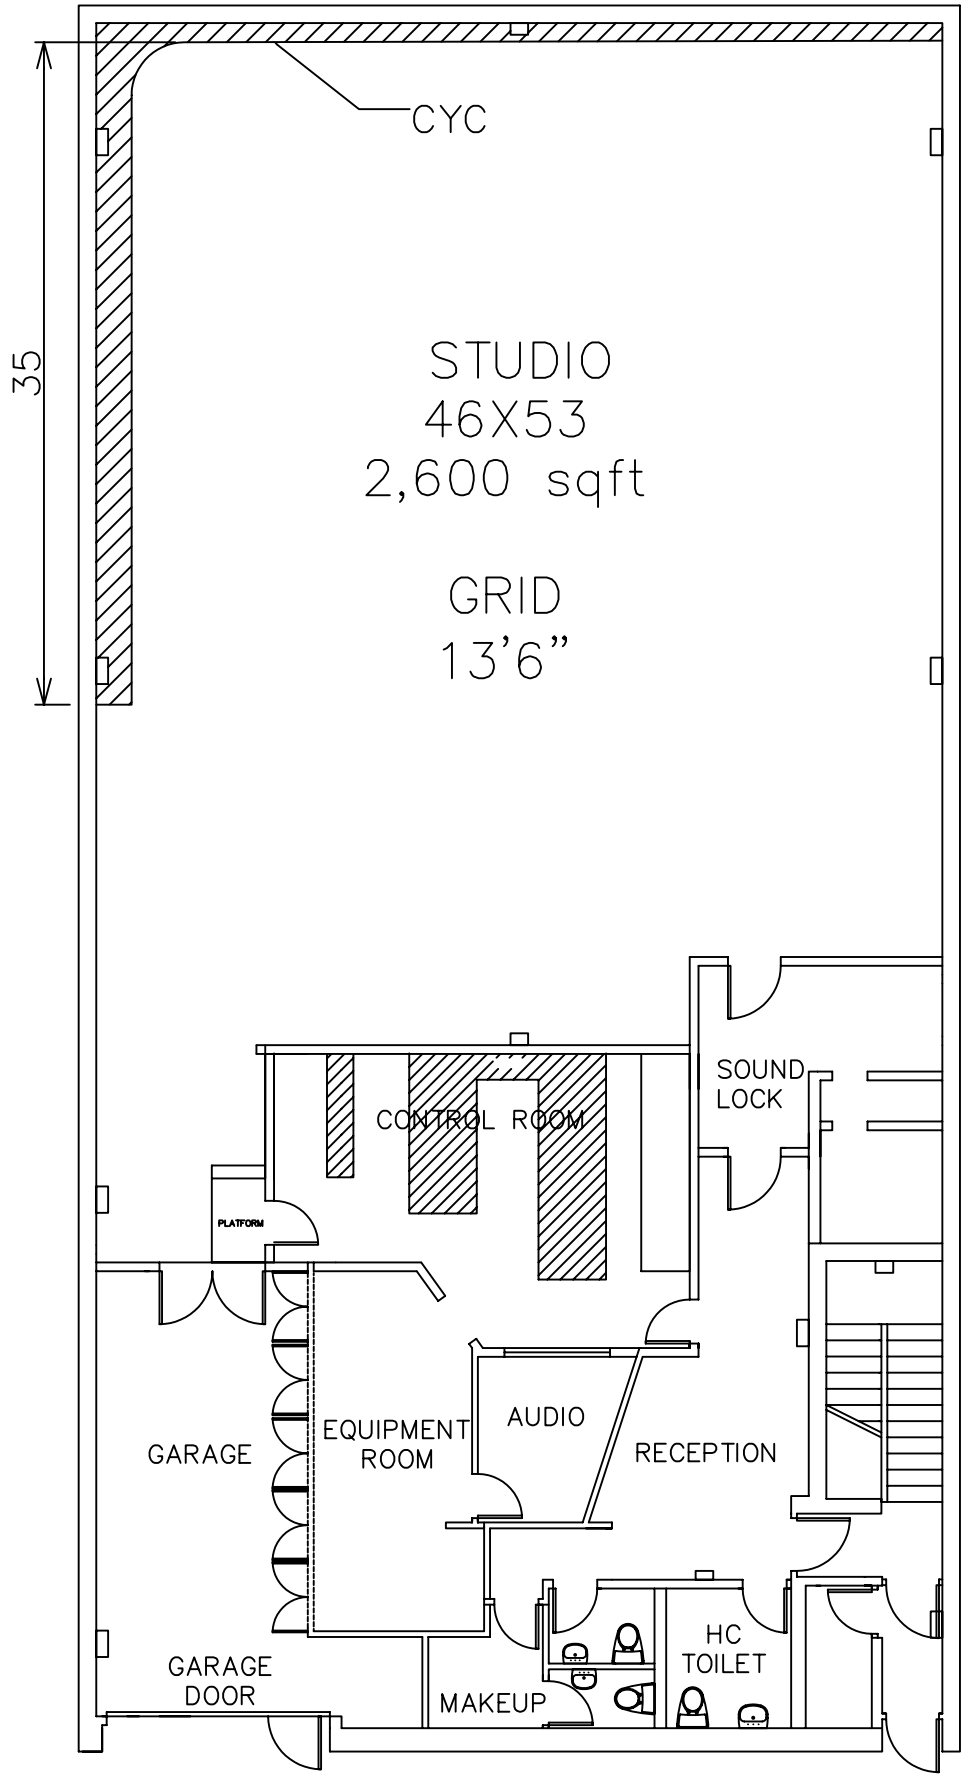 CYC
35
STUDIO
46X53
2,600 sqft
GRID
13'6”
SOUND
LOCK
CONTROL ROOM
PLATFORM
AUDIO
EQUIPMENT
ROOM
GARAGE
RECEPTION
HC
TOILET
GARAGE
DOOR
MAKEUP